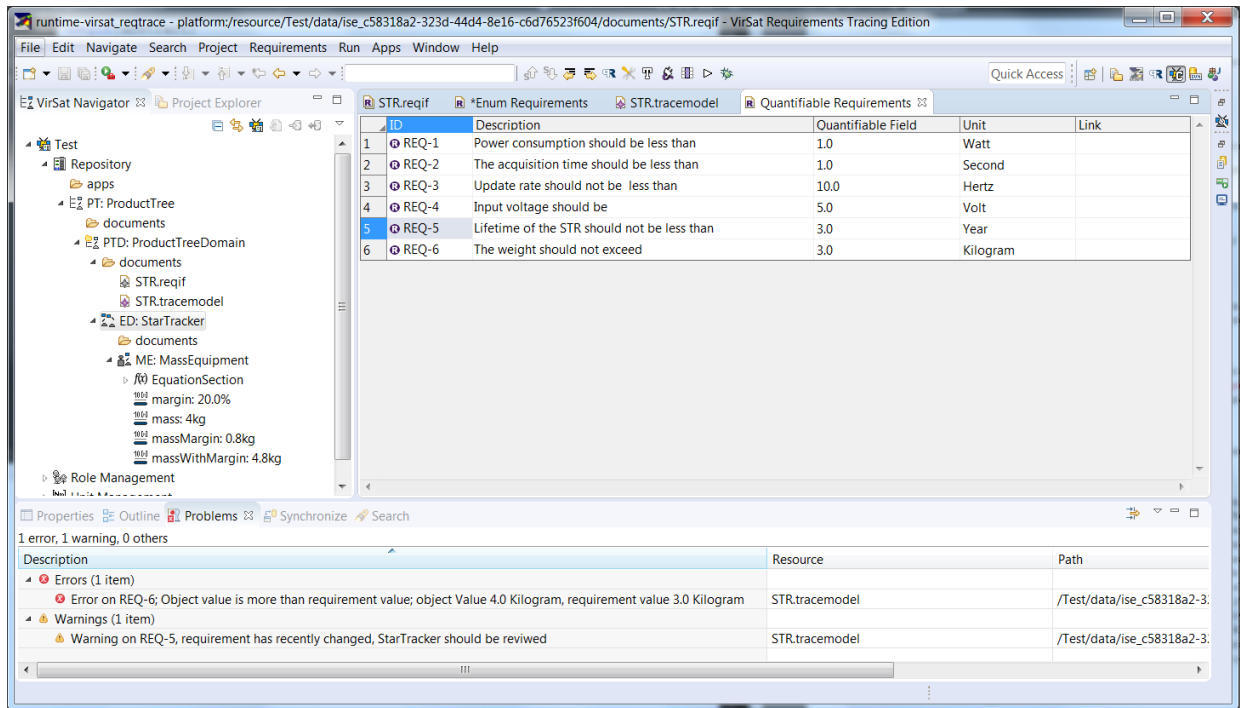 runtime-virsat_reqtrace - platform:/resource/Test/data/ise_c58318a2-323d-44d4-8e16-c6d76523f604/documents/STR.reqif - VirSat Requirements Tracing Edition
File Edit Navigate Search Project Requirements Run Apps Window Help
Quick Access
VirSat Navigator Project Explorer
STR.reqif *Enum Requirements STR.tracemodel Quantifiable Requirements
ID Description Quantifiable Field Unit Link
1 REQ-1 Power consumption should be less than 1.0 Watt
2 REQ-2 The acquisition time should be less than 1.0 Second
3 REQ-3 Update rate should not be less than 10.0 Hertz
4 REQ-4 Input voltage should be 5.0 Volt
5 REQ-5 Lifetime of the STR should not be less than 3.0 Year
6 REQ-6 The weight should not exceed 3.0 Kilogram
Test
Repository
apps
PT: ProductTree
documents
PTD: ProductTreeDomain
documents
STR.reqif
STR.tracemodel
ED: StarTracker
documents
ME: MassEquipment
f(x) EquationSection
margin: 20.0%
mass: 4kg
massMargin: 0.8kg
massWithMargin: 4.8kg
Role Management
Unit Management
Properties Outline Problems Synchronize Search
1 error, 1 warning, 0 others
Description Resource Path
Errors (1 item)
Error on REQ-6; Object value is more than requirement value; object Value 4.0 Kilogram, requirement value 3.0 Kilogram STR.tracemodel /Test/data/ise_c58318a2-3
Warnings (1 item)
Warning on REQ-5, requirement has recently changed, StarTracker should be reviwed STR.tracemodel /Test/data/ise_c58318a2-3